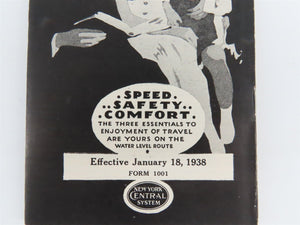 SPEED
SAFETY
COMFORT
THE THREE ESSENTIALS TO
ENJOYMENT OF TRAVEL
ARE YOURS ON THE
WATER LEVEL ROUTE
Effective January 18, 1938
FORM 1001
NEW YORK
CENTRAL
SYSTEM